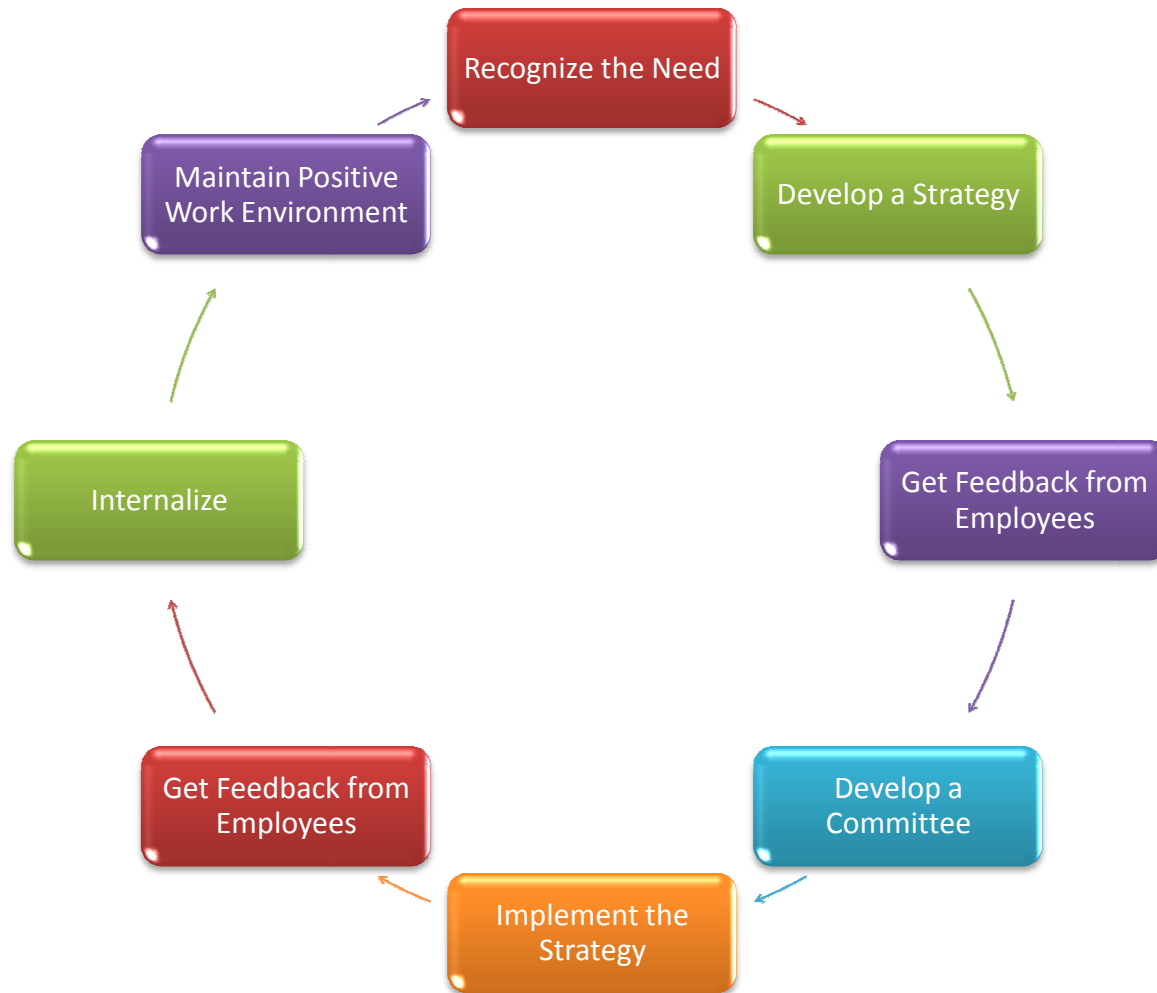 Recognize the Need
Develop a Strategy
Get Feedback from
Employees
Develop a
Committee
Implement the
Strategy
Get Feedback from
Employees
Internalize
Maintain Positive
Work Environment